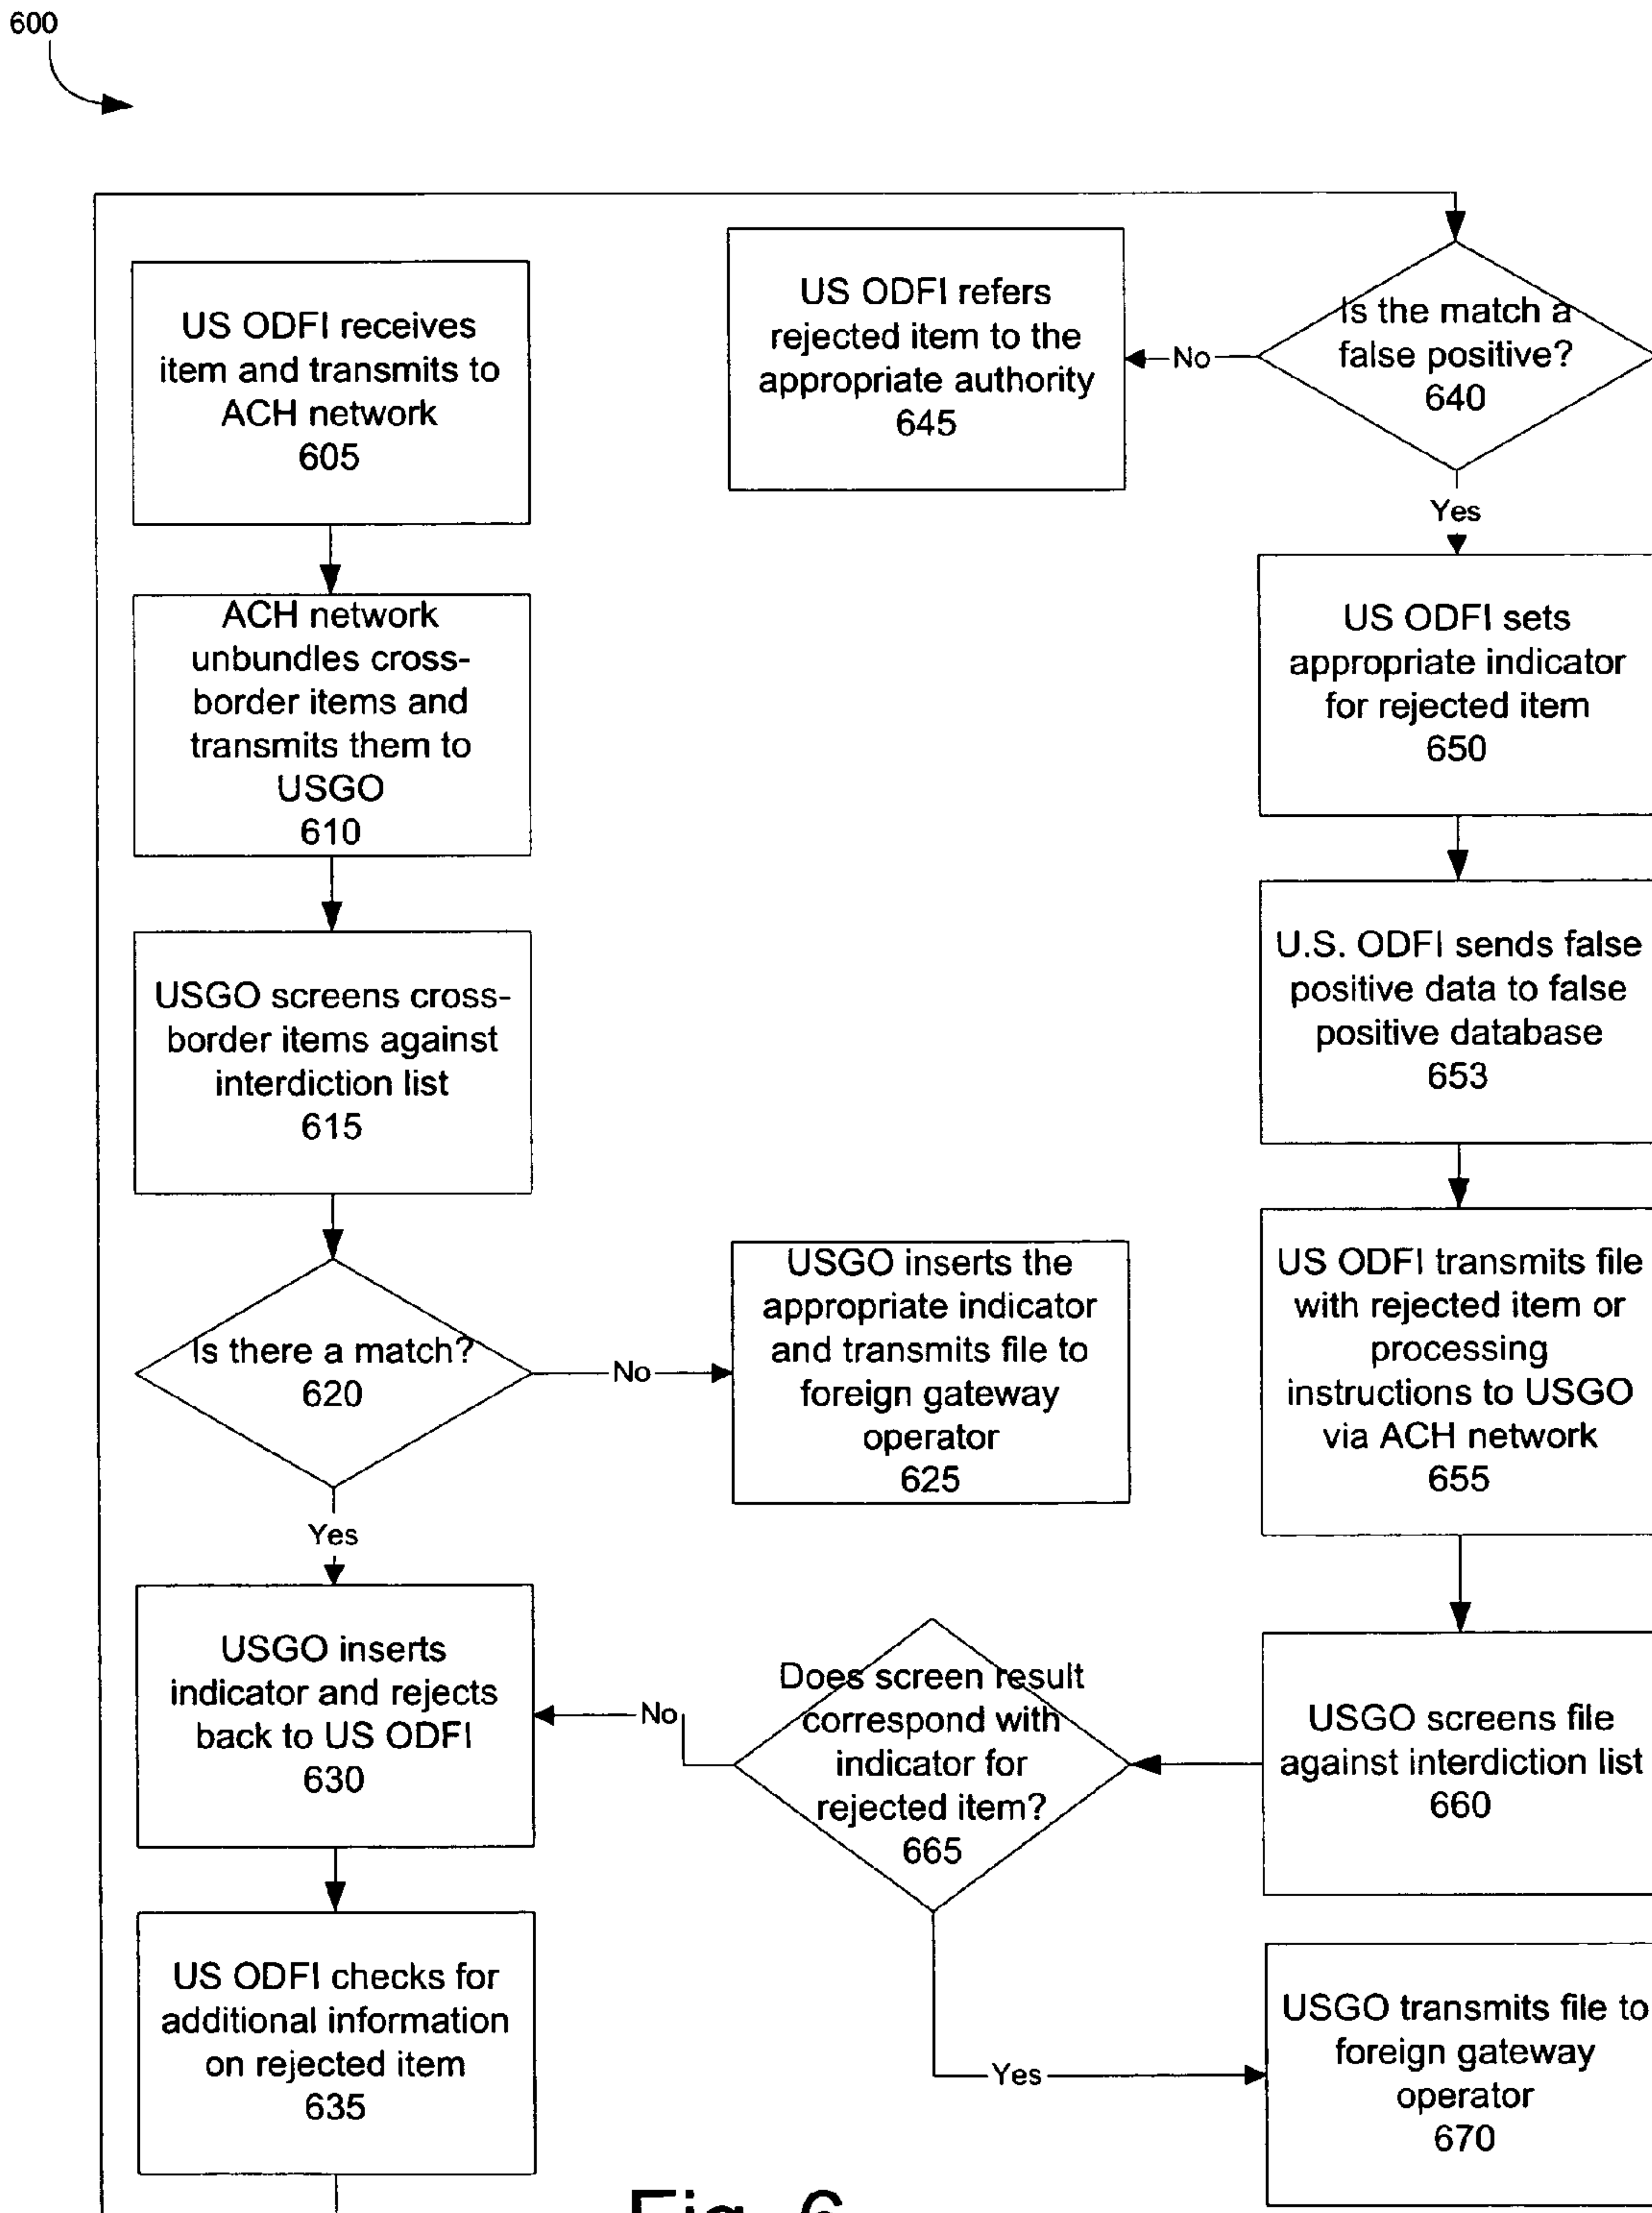 600
US ODFI receives
item and transmits to
ACH network
605
ACH network
unbundles cross-
border items and
transmits them to
USGO
610
USGO screens cross-
border items against
interdiction list
615
Is there a match?
620
No
USGO inserts the
appropriate indicator
and transmits file to
foreign gateway
operator
625
Yes
USGO inserts
indicator and rejects
back to US ODFI
630
US ODFI checks for
additional information
on rejected item
635
Is the match a
false positive?
640
No
US ODFI refers
rejected item to the
appropriate authority
645
Yes
US ODFI sets
appropriate indicator
for rejected item
650
U.S. ODFI sends false
positive data to false
positive database
653
US ODFI transmits file
with rejected item or
processing
instructions to USGO
via ACH network
655
USGO screens file
against interdiction list
660
Does screen result
correspond with
indicator for
rejected item?
665
No
Yes
USGO transmits file to
foreign gateway
operator
670
Fig. 6